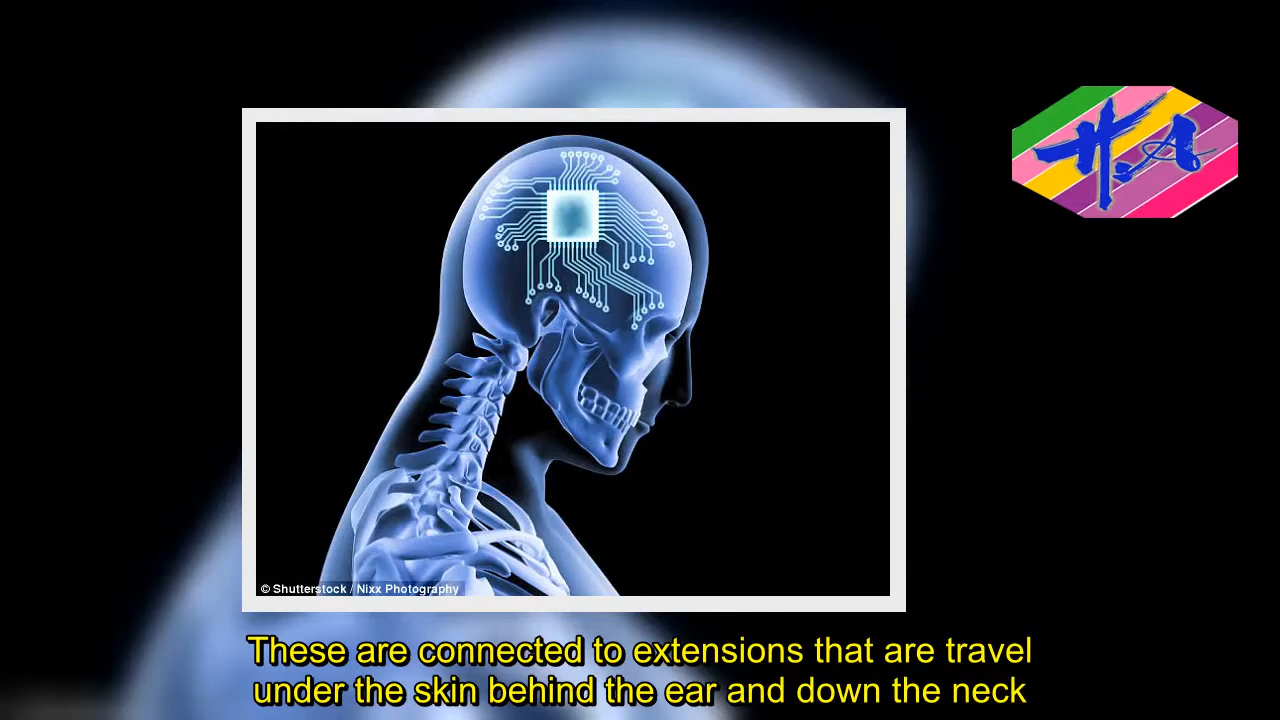 H.A
© Shutterstock / Nixx Photography
These are connected to extensions that are travel
under the skin behind the ear and down the neck